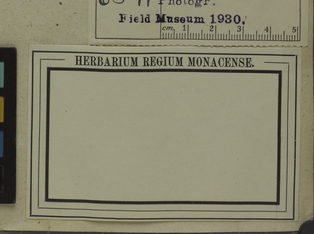 Photogr.
Field Museum 1930.
cm. 1 2 3 4 5
HERBARIUM REGIUM MONACENSE.